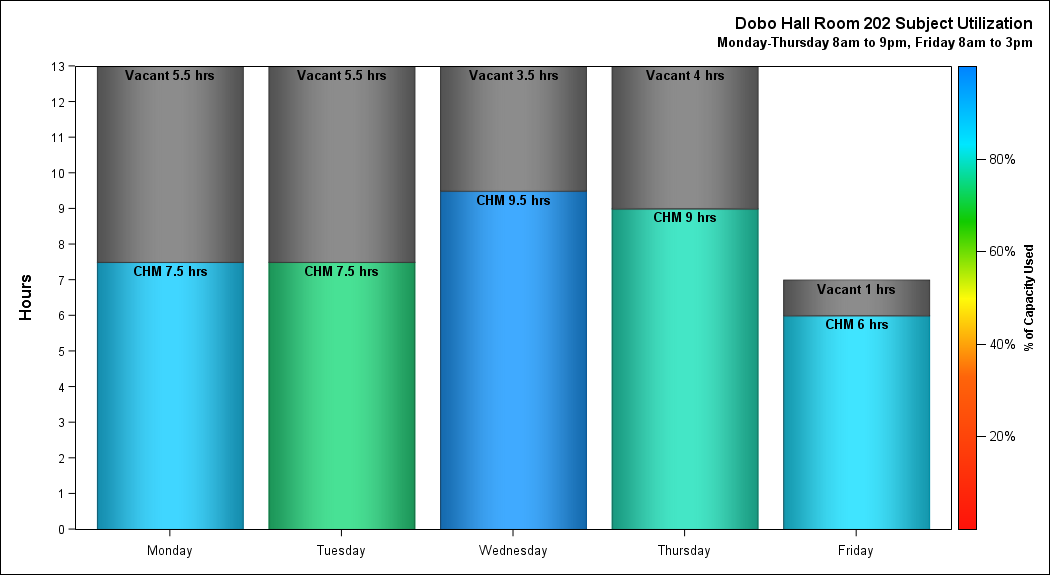 Dobo Hall Room 202 Subject Utilization
Monday-Thursday 8am to 9pm, Friday 8am to 3pm
13
12
11
10
9
8
7
6
5
4
3
2
1
0
Hours
Vacant 5.5 hrs
Vacant 5.5 hrs
Vacant 3.5 hrs
Vacant 4 hrs
CHM 9.5 hrs
CHM 9 hrs
CHM 7.5 hrs
CHM 7.5 hrs
Vacant 1 hrs
CHM 6 hrs
Monday
Tuesday
Wednesday
Thursday
Friday
80%
60%
40%
20%
% of Capacity Used